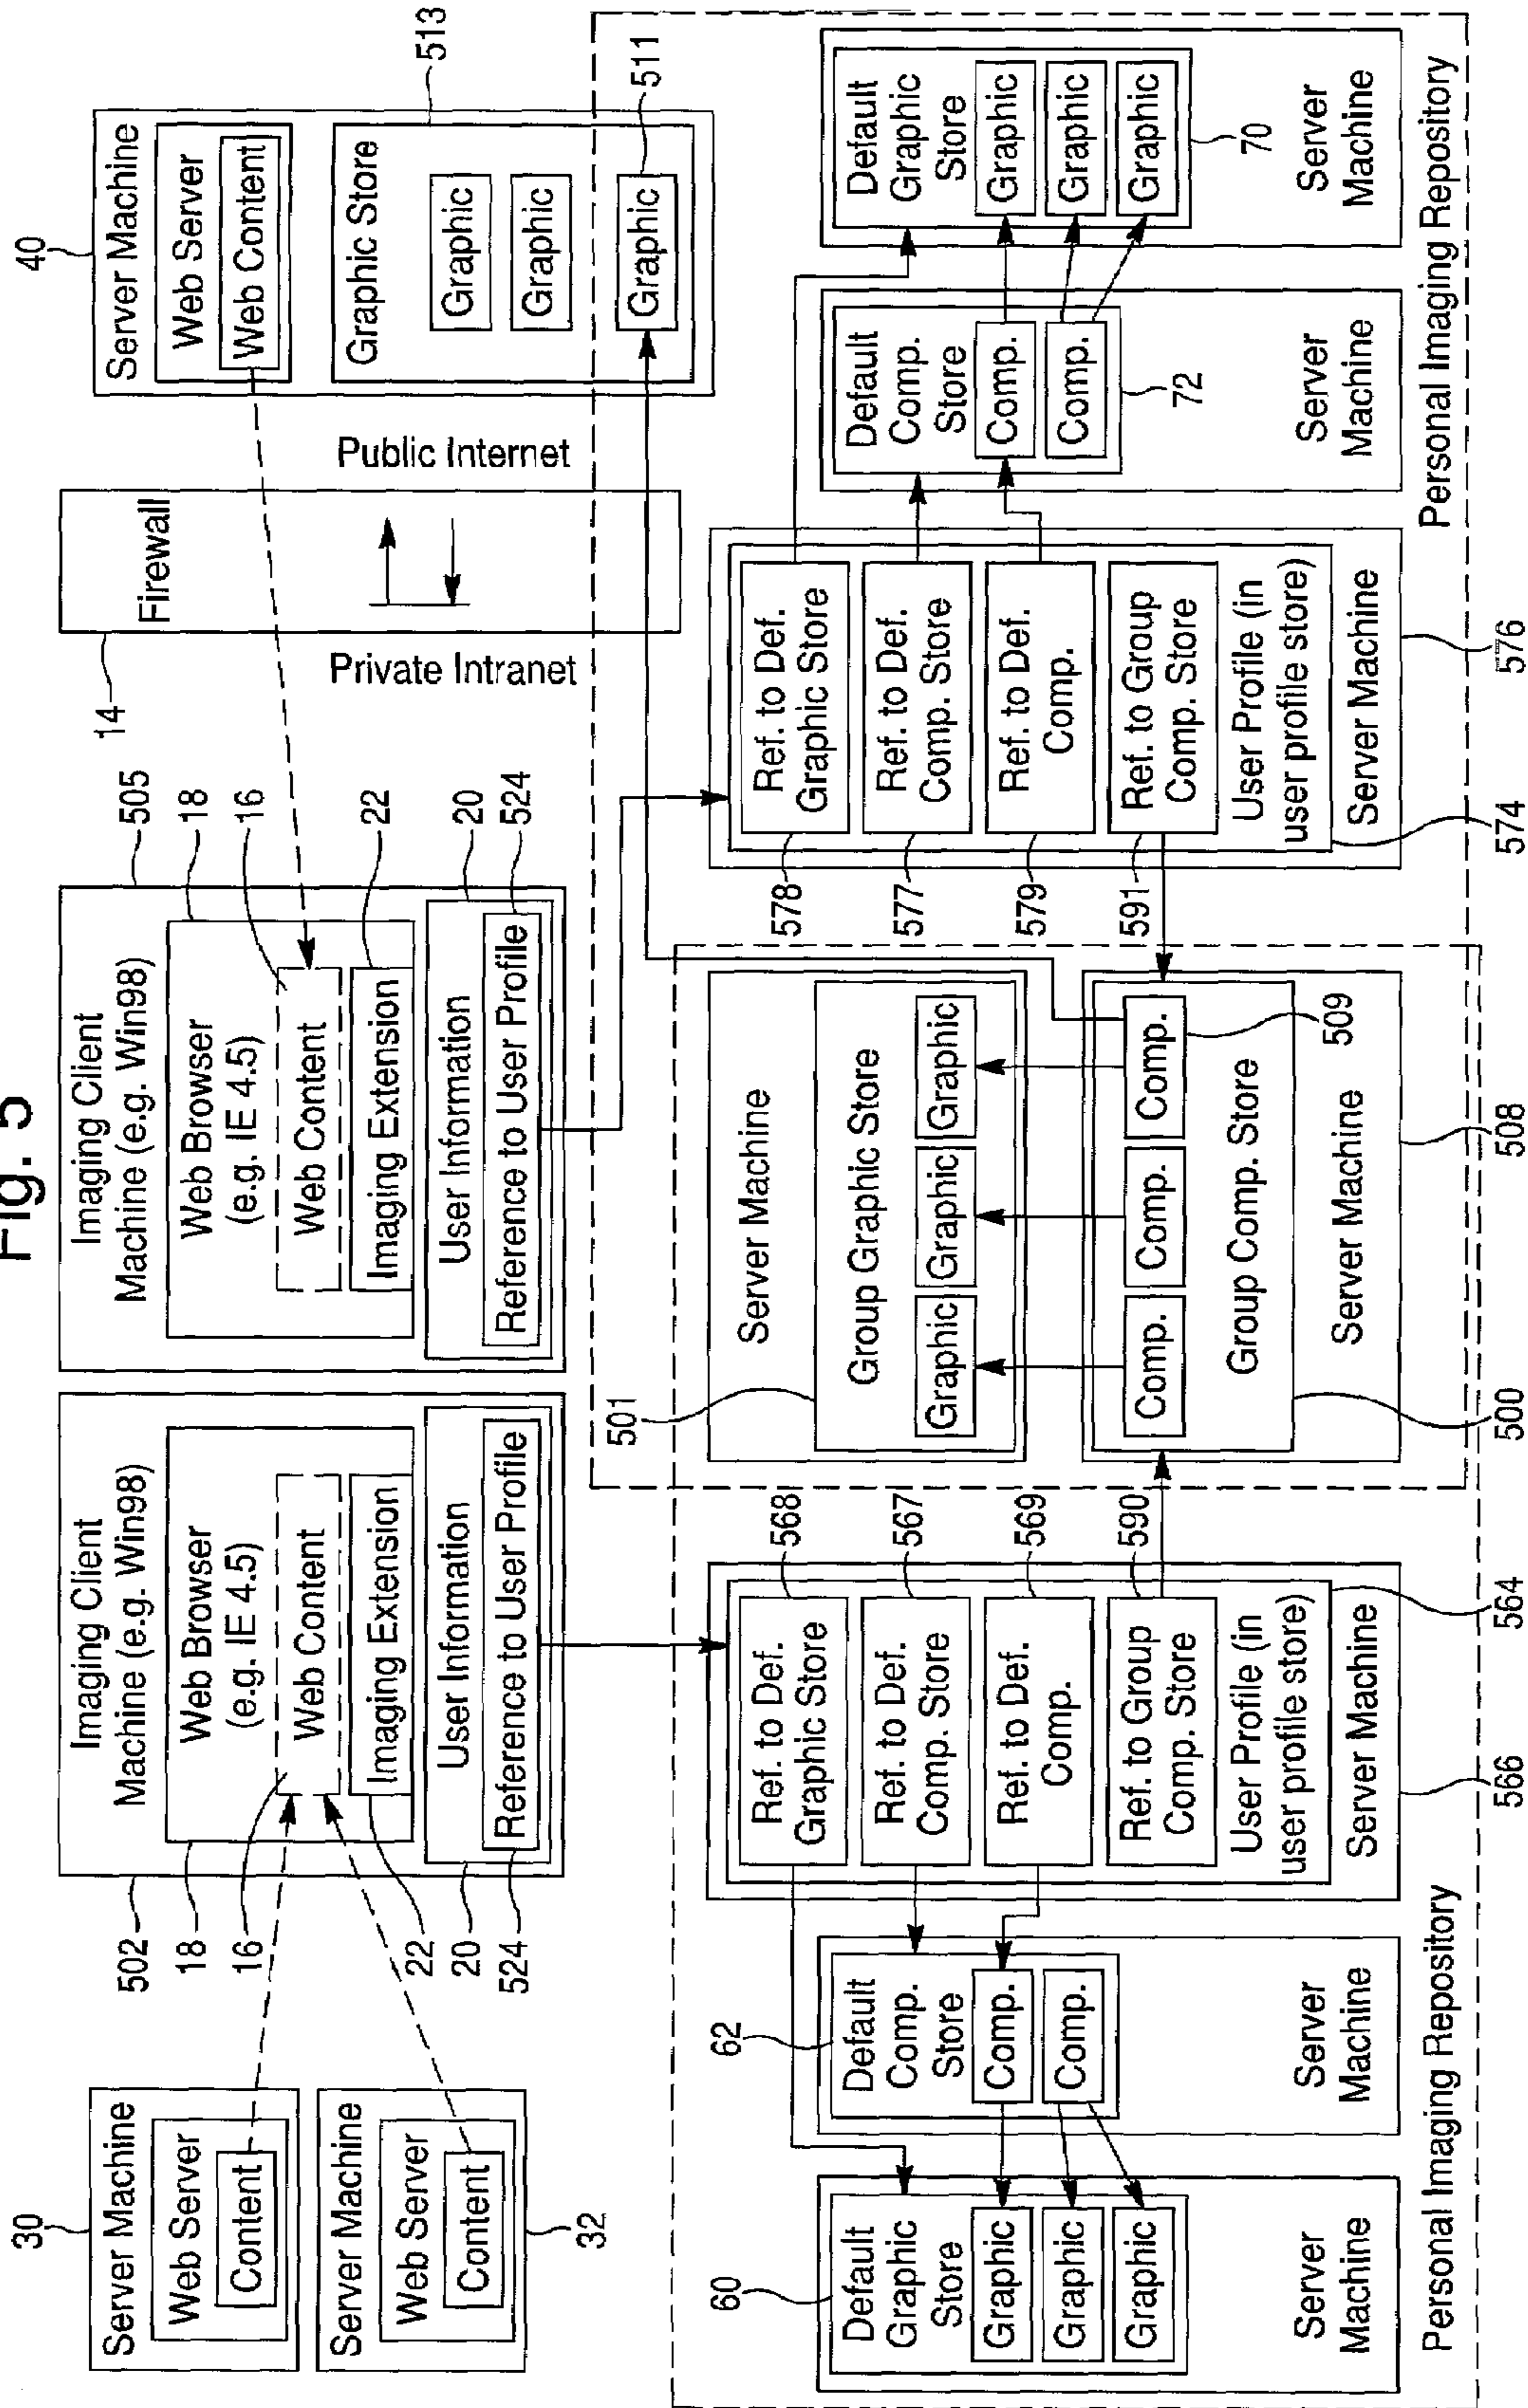 Fig. 5
30
Server Machine
Web Server
Content
Server Machine
Web Server
Content
32
502
18
16
22
20
524
Imaging Client
Machine (e.g. Win98)
Web Browser
(e.g. IE 4.5)
Web Content
Imaging Extension
User Information
Reference to User Profile
Imaging Client
Machine (e.g. Win98)
Web Browser
(e.g. IE 4.5)
Web Content
Imaging Extension
User Information
Reference to User Profile
505
18
16
22
20
524
14
Firewall
Private Intranet
Public Internet
40
Server Machine
Web Server
Web Content
Graphic Store
Graphic
Graphic
Graphic
513
511
60
Default
Graphic
Store
Graphic
Graphic
Graphic
Server
Machine
62
Default
Comp.
Store
Comp.
Comp.
Server
Machine
Ref. to Def.
Graphic Store
Ref. to Def.
Comp. Store
Ref. to Def.
Comp.
Ref. to Group
Comp. Store
User Profile (in
user profile store)
Server Machine
568
567
569
590
564
566
Personal Imaging Repository
501
Server Machine
Group Graphic Store
Graphic
Graphic
Graphic
Comp.
Comp.
Comp.
509
Group Comp. Store
Server Machine
500
508
578
577
579
591
Ref. to Def.
Graphic Store
Ref. to Def.
Comp. Store
Ref. to Def.
Comp.
Ref. to Group
Comp. Store
User Profile (in
user profile store)
Server Machine
574
576
Default
Comp.
Store
Comp.
Comp.
72
Server
Machine
Default
Graphic
Store
Graphic
Graphic
Graphic
70
Server
Machine
Personal Imaging Repository